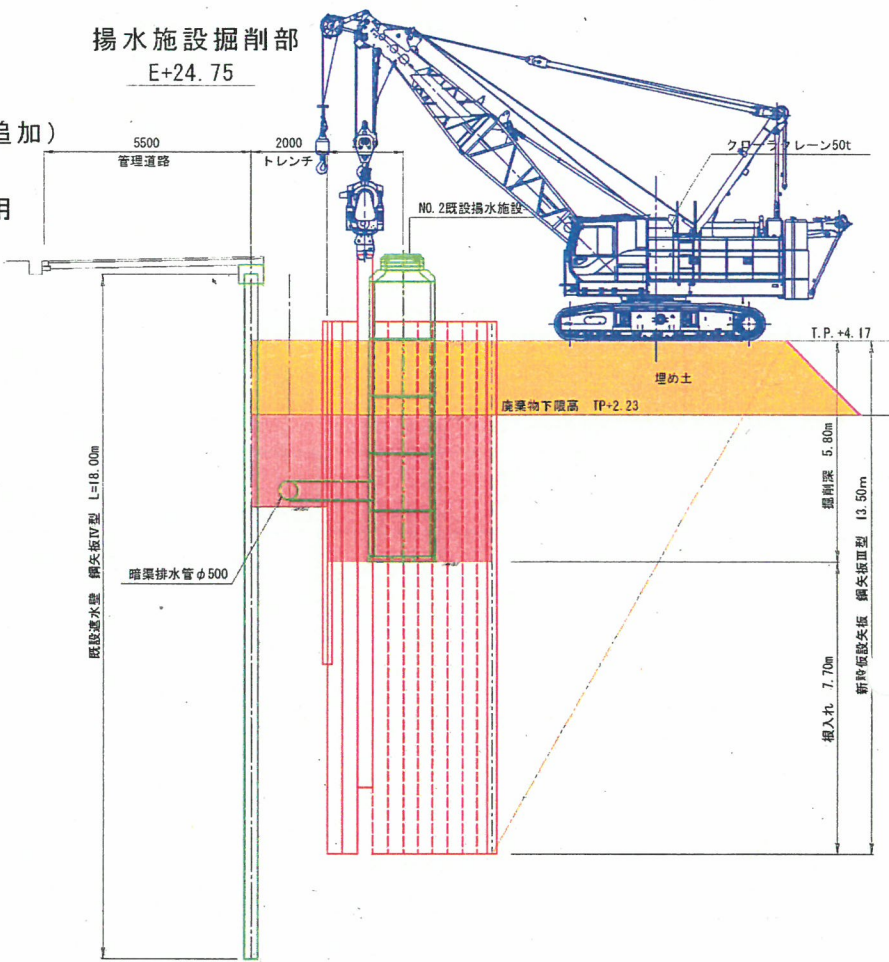 揚水施設掘削部
E+24.75
追加）
5500
2000
管理道路
トレンチ
クローラクレーン50t
用
NO.2既設揚水施設
T.P.+4.17
埋め土
廃棄物下限高 TP+2.23
掘削深 5.80m
既設遮水壁 鋼矢板Ⅳ型 L=18.00m
暗渠排水管φ500
新設仮設矢板 鋼矢板Ⅲ型 13.50m
根入れ 7.70m